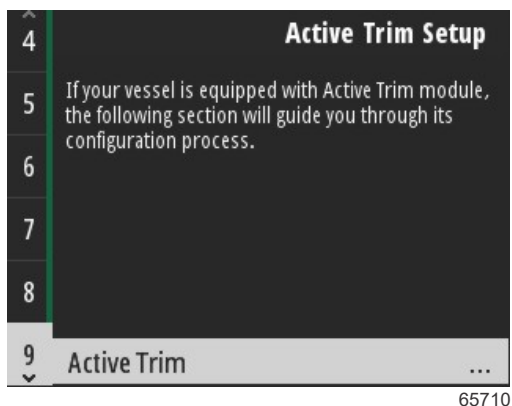 4
Active Trim Setup
5
If your vessel is equipped with Active Trim module,
the following section will guide you through its
configuration process.
6
7
8
9
Active Trim
...
65710